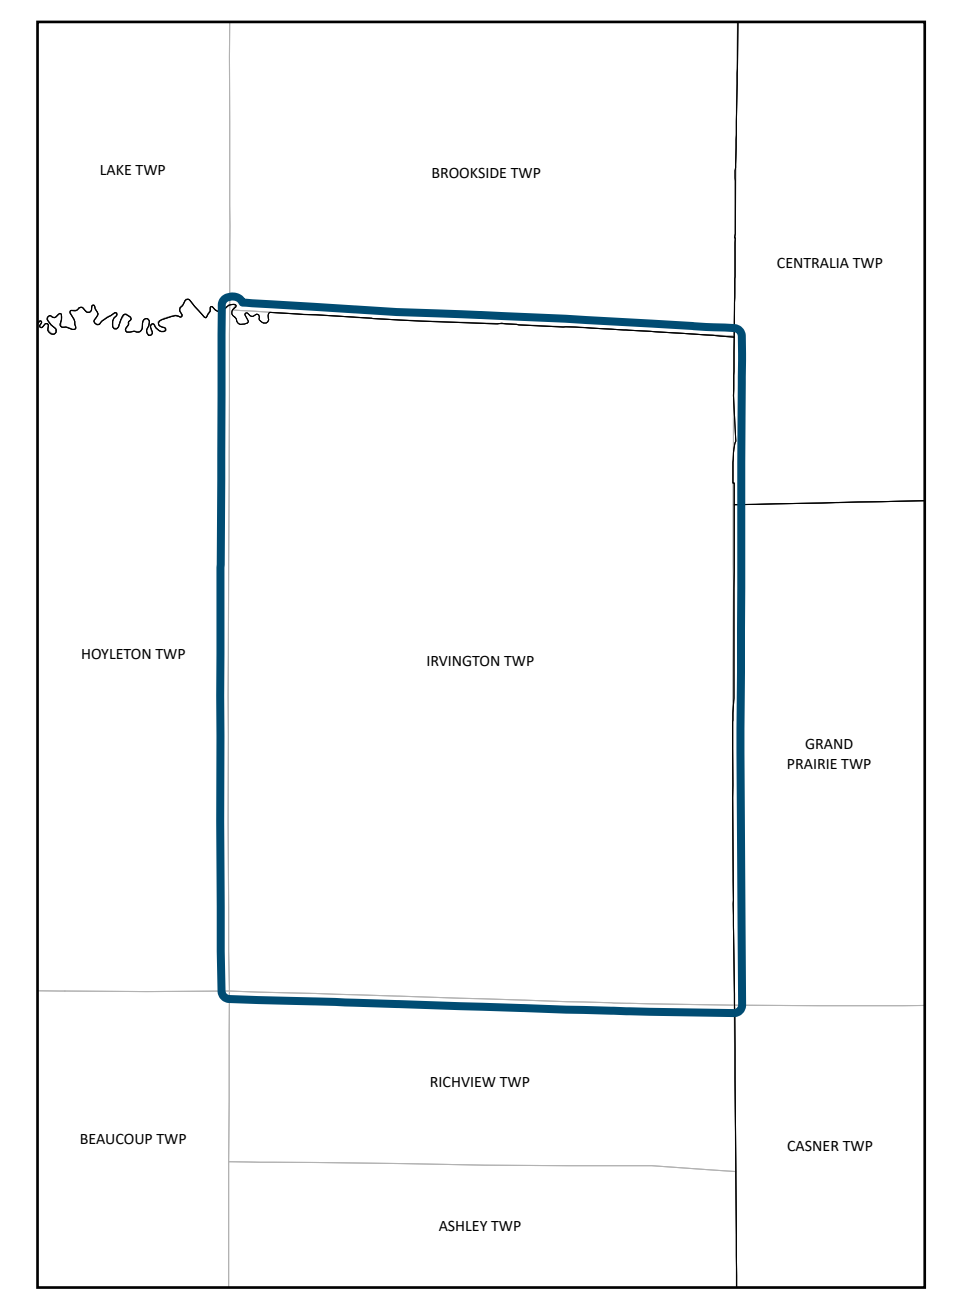 LAKE TWP
BROOKSIDE TWP
CENTRALIA TWP
HOYLETON TWP
IRVINGTON TWP
GRAND
PRAIRIE TWP
RICHVIEW TWP
BEAUCOUP TWP
CASNER TWP
ASHLEY TWP